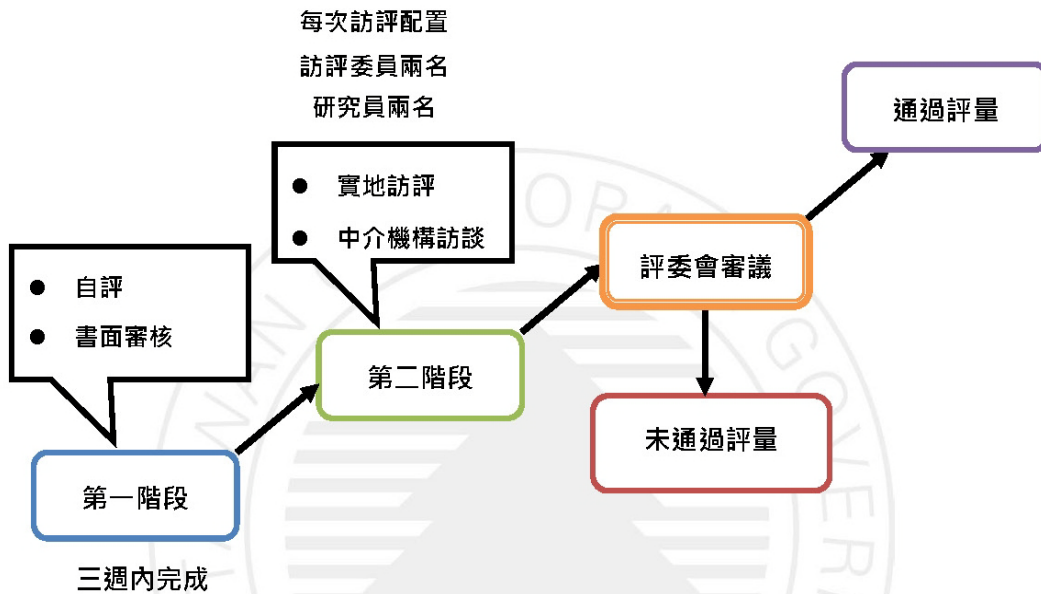 每次訪評配置
訪評委員兩名
研究員兩名
通過評量
● 實地訪評
● 中介機構訪談
評委會審議
● 自評
● 書面審核
第二階段
未通過評量
第一階段
三週內完成
TAIWAN
CORPORA
GOVER